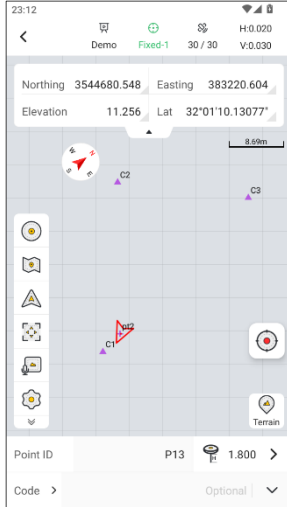 23:12
Demo
Fixed-1
30 / 30
H:0.020
V:0.030
Northing 3544680.548 Easting 383220.604
Elevation 11.256 Lat 32°01'10.13077"
8.69m
N
W
S
E
C2
C3
pt2
C1
Terrain
Point ID P13 1.800
Code Optional